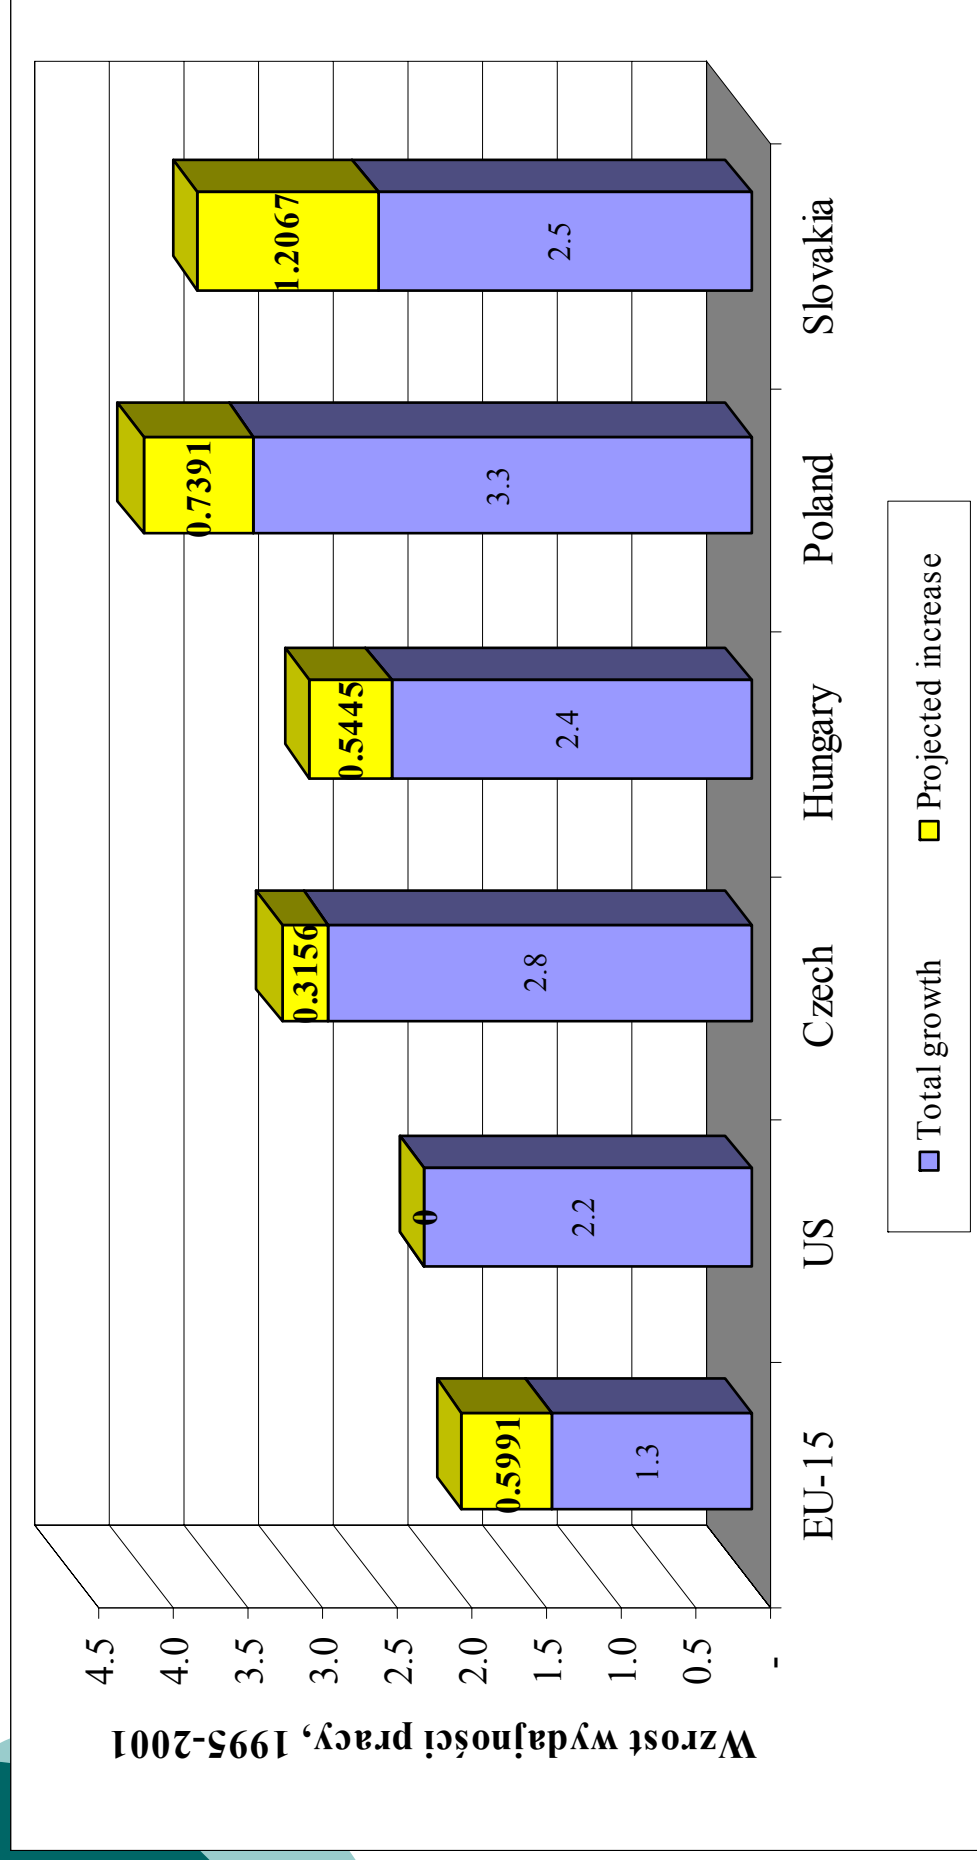 Wzrost wydajności pracy, 1995-2001
4.5
4.0
3.5
3.0
2.5
2.0
1.5
1.0
0.5
-
0.5991
1.3
0
2.2
0.3156
2.8
0.5445
2.4
0.7391
3.3
1.2067
2.5
EU-15
US
Czech
Hungary
Poland
Slovakia
Total growth
Projected increase